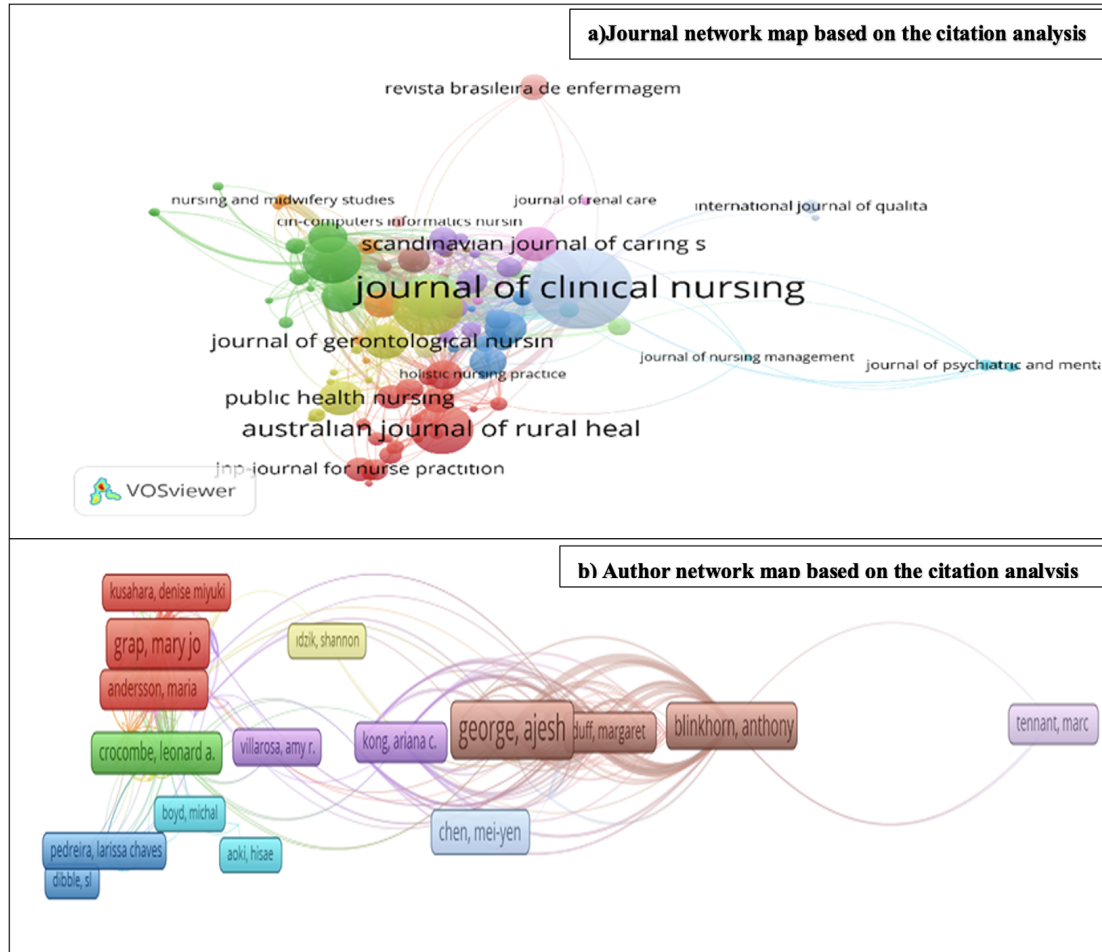 a)Journal network map based on the citation analysis
revista brasileira de enfermagem
nursing and midwifery studies
journal of renal care
international journal of qualita
cin-computers informatics nursin
scandinavian journal of caring s
journal of clinical nursing
journal of gerontological nursin
journal of nursing management
journal of psychiatric and menta
holistic nursing practice
public health nursing
australian journal of rural heal
jnp-journal for nurse practition
VOSviewer
b) Author network map based on the citation analysis
kusahara, denise miyuki
grap, mary jo
idzik, shannon
andersson, maria
george, ajesh
duff, margaret
blinkhorn, anthony
tennant, marc
crocombe, leonard a.
villarosa, amy r.
kong, ariana c.
boyd, michal
chen, mei-yen
pedreira, larissa chaves
aoki, hisae
dibble, sl